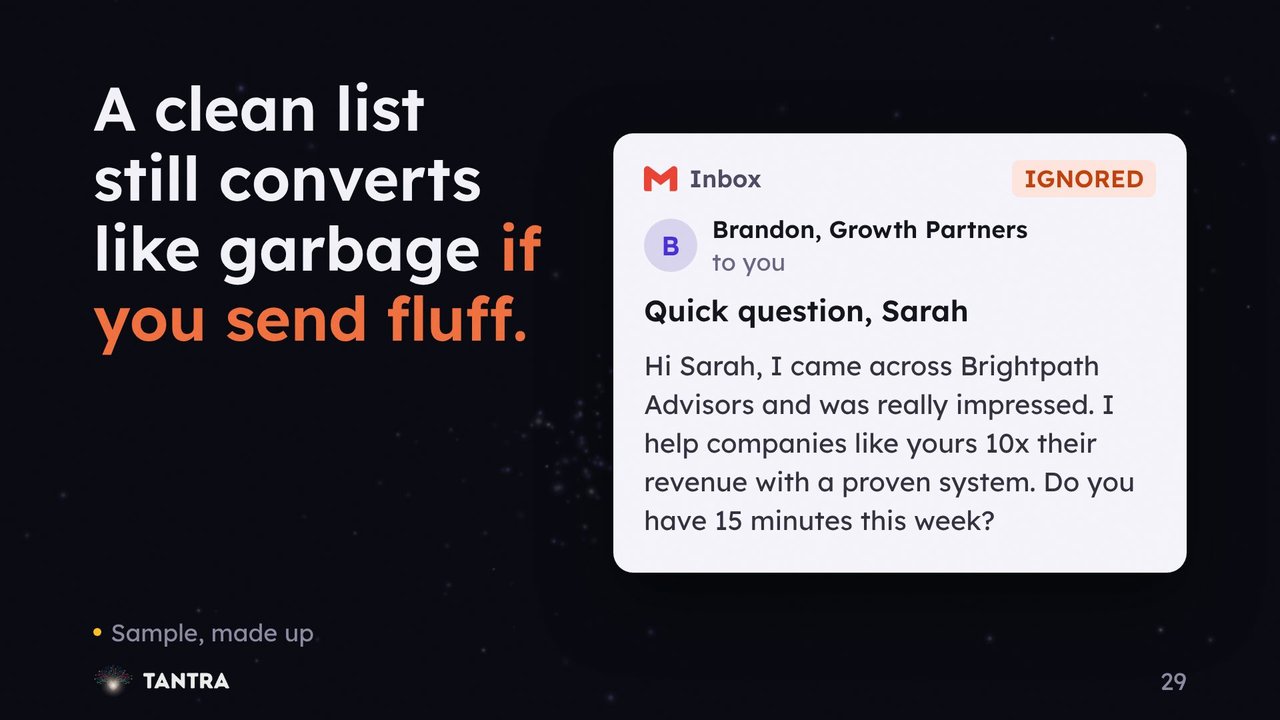 A clean list
still converts
like garbage if
you send fluff.
Inbox
IGNORED
B
Brandon, Growth Partners
to you
Quick question, Sarah
Hi Sarah, I came across Brightpath
Advisors and was really impressed. I
help companies like yours 10x their
revenue with a proven system. Do you
have 15 minutes this week?
Sample, made up
TANTRA
29